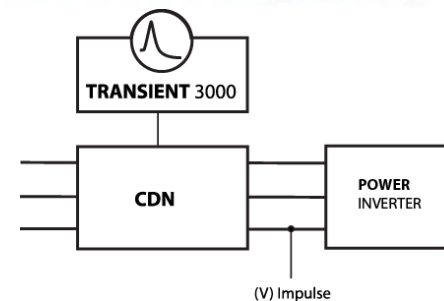 TRANSIENT 3000
CDN
POWER
INVERTER
(V) Impulse